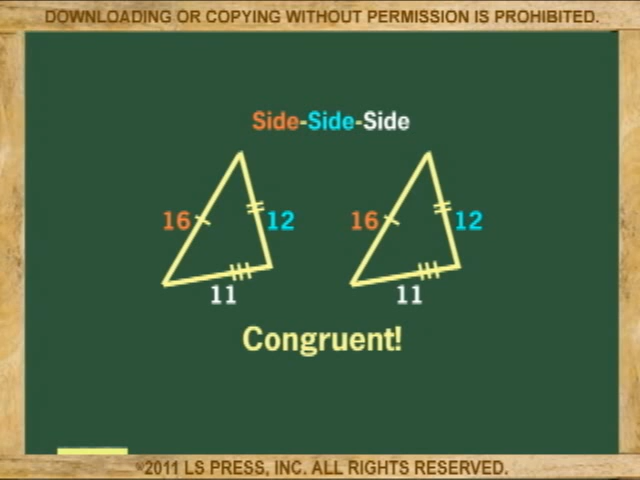 DOWNLOADING OR COPYING WITHOUT PERMISSION IS PROHIBITED.
Side-Side-Side
16 12 16 12
11 11
Congruent!
©2011 LS PRESS, INC. ALL RIGHTS RESERVED.